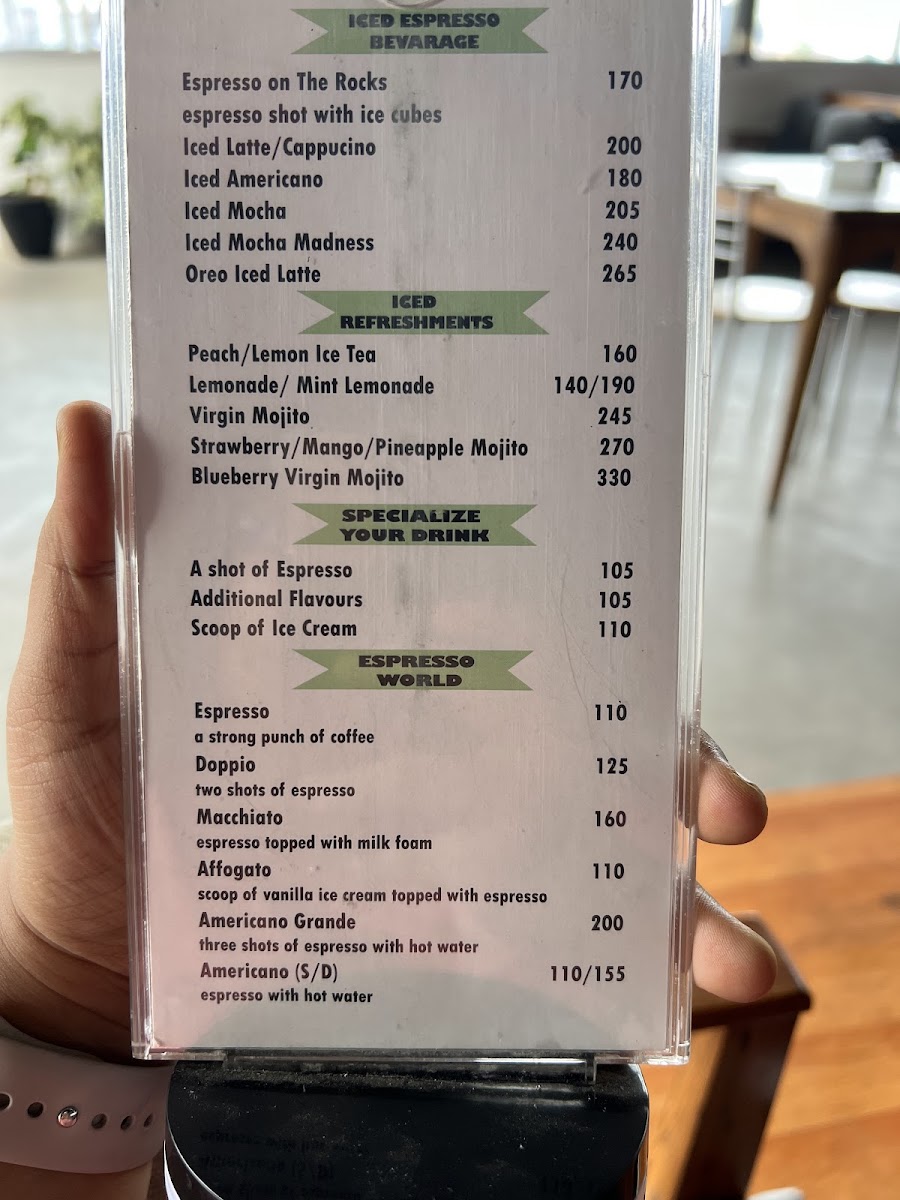 ICED ESPRESSO
BEVARAGE
Espresso on The Rocks 170
espresso shot with ice cubes
Iced Latte/Cappucino 200
Iced Americano 180
Iced Mocha 205
Iced Mocha Madness 240
Oreo Iced Latte 265
ICED
REFRESHMENTS
Peach/Lemon Ice Tea 160
Lemonade/ Mint Lemonade 140/190
Virgin Mojito 245
Strawberry/Mango/Pineapple Mojito 270
Blueberry Virgin Mojito 330
SPECIALIZE
YOUR DRINK
A shot of Espresso 105
Additional Flavours 105
Scoop of Ice Cream 110
ESPRESSO
WORLD
Espresso 110
a strong punch of coffee
Doppio 125
two shots of espresso
Macchiato 160
espresso topped with milk foam
Affogato 110
scoop of vanilla ice cream topped with espresso
Americano Grande 200
three shots of espresso with hot water
Americano (S/D) 110/155
espresso with hot water